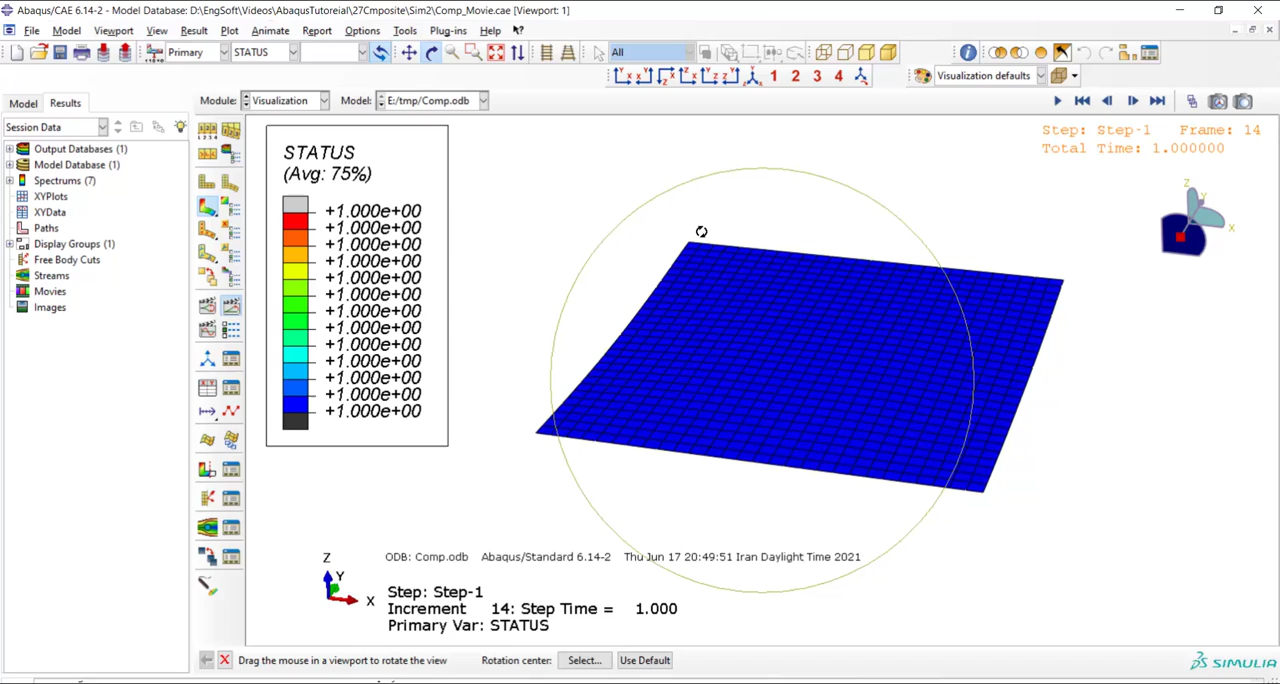 Abaqus/CAE 6.14-2 - Model Database: D:\EngSoft\Videos\AbaqusTutoreial\27Cmposite\Sim2\Comp_Movie.cae [Viewport: 1]
File Model Viewport View Result Plot Animate Report Options Tools Plug-ins Help
Primary STATUS All
1 2 3 4 Visualization defaults
Model Results Module: Visualization Model: E:/tmp/Comp.odb
Session Data
Output Databases (1)
Model Database (1)
Spectrums (7)
XYPlots
XYData
Paths
Display Groups (1)
Free Body Cuts
Streams
Movies
Images
STATUS
(Avg: 75%)
+1.000e+00
+1.000e+00
+1.000e+00
+1.000e+00
+1.000e+00
+1.000e+00
+1.000e+00
+1.000e+00
+1.000e+00
+1.000e+00
+1.000e+00
+1.000e+00
+1.000e+00
Step: Step-1 Frame: 14
Total Time: 1.000000
Z
Y
X
ODB: Comp.odb Abaqus/Standard 6.14-2 Thu Jun 17 20:49:51 Iran Daylight Time 2021
Z
Y
X
Step: Step-1
Increment 14: Step Time = 1.000
Primary Var: STATUS
Drag the mouse in a viewport to rotate the view Rotation center: Select... Use Default
SIMULIA